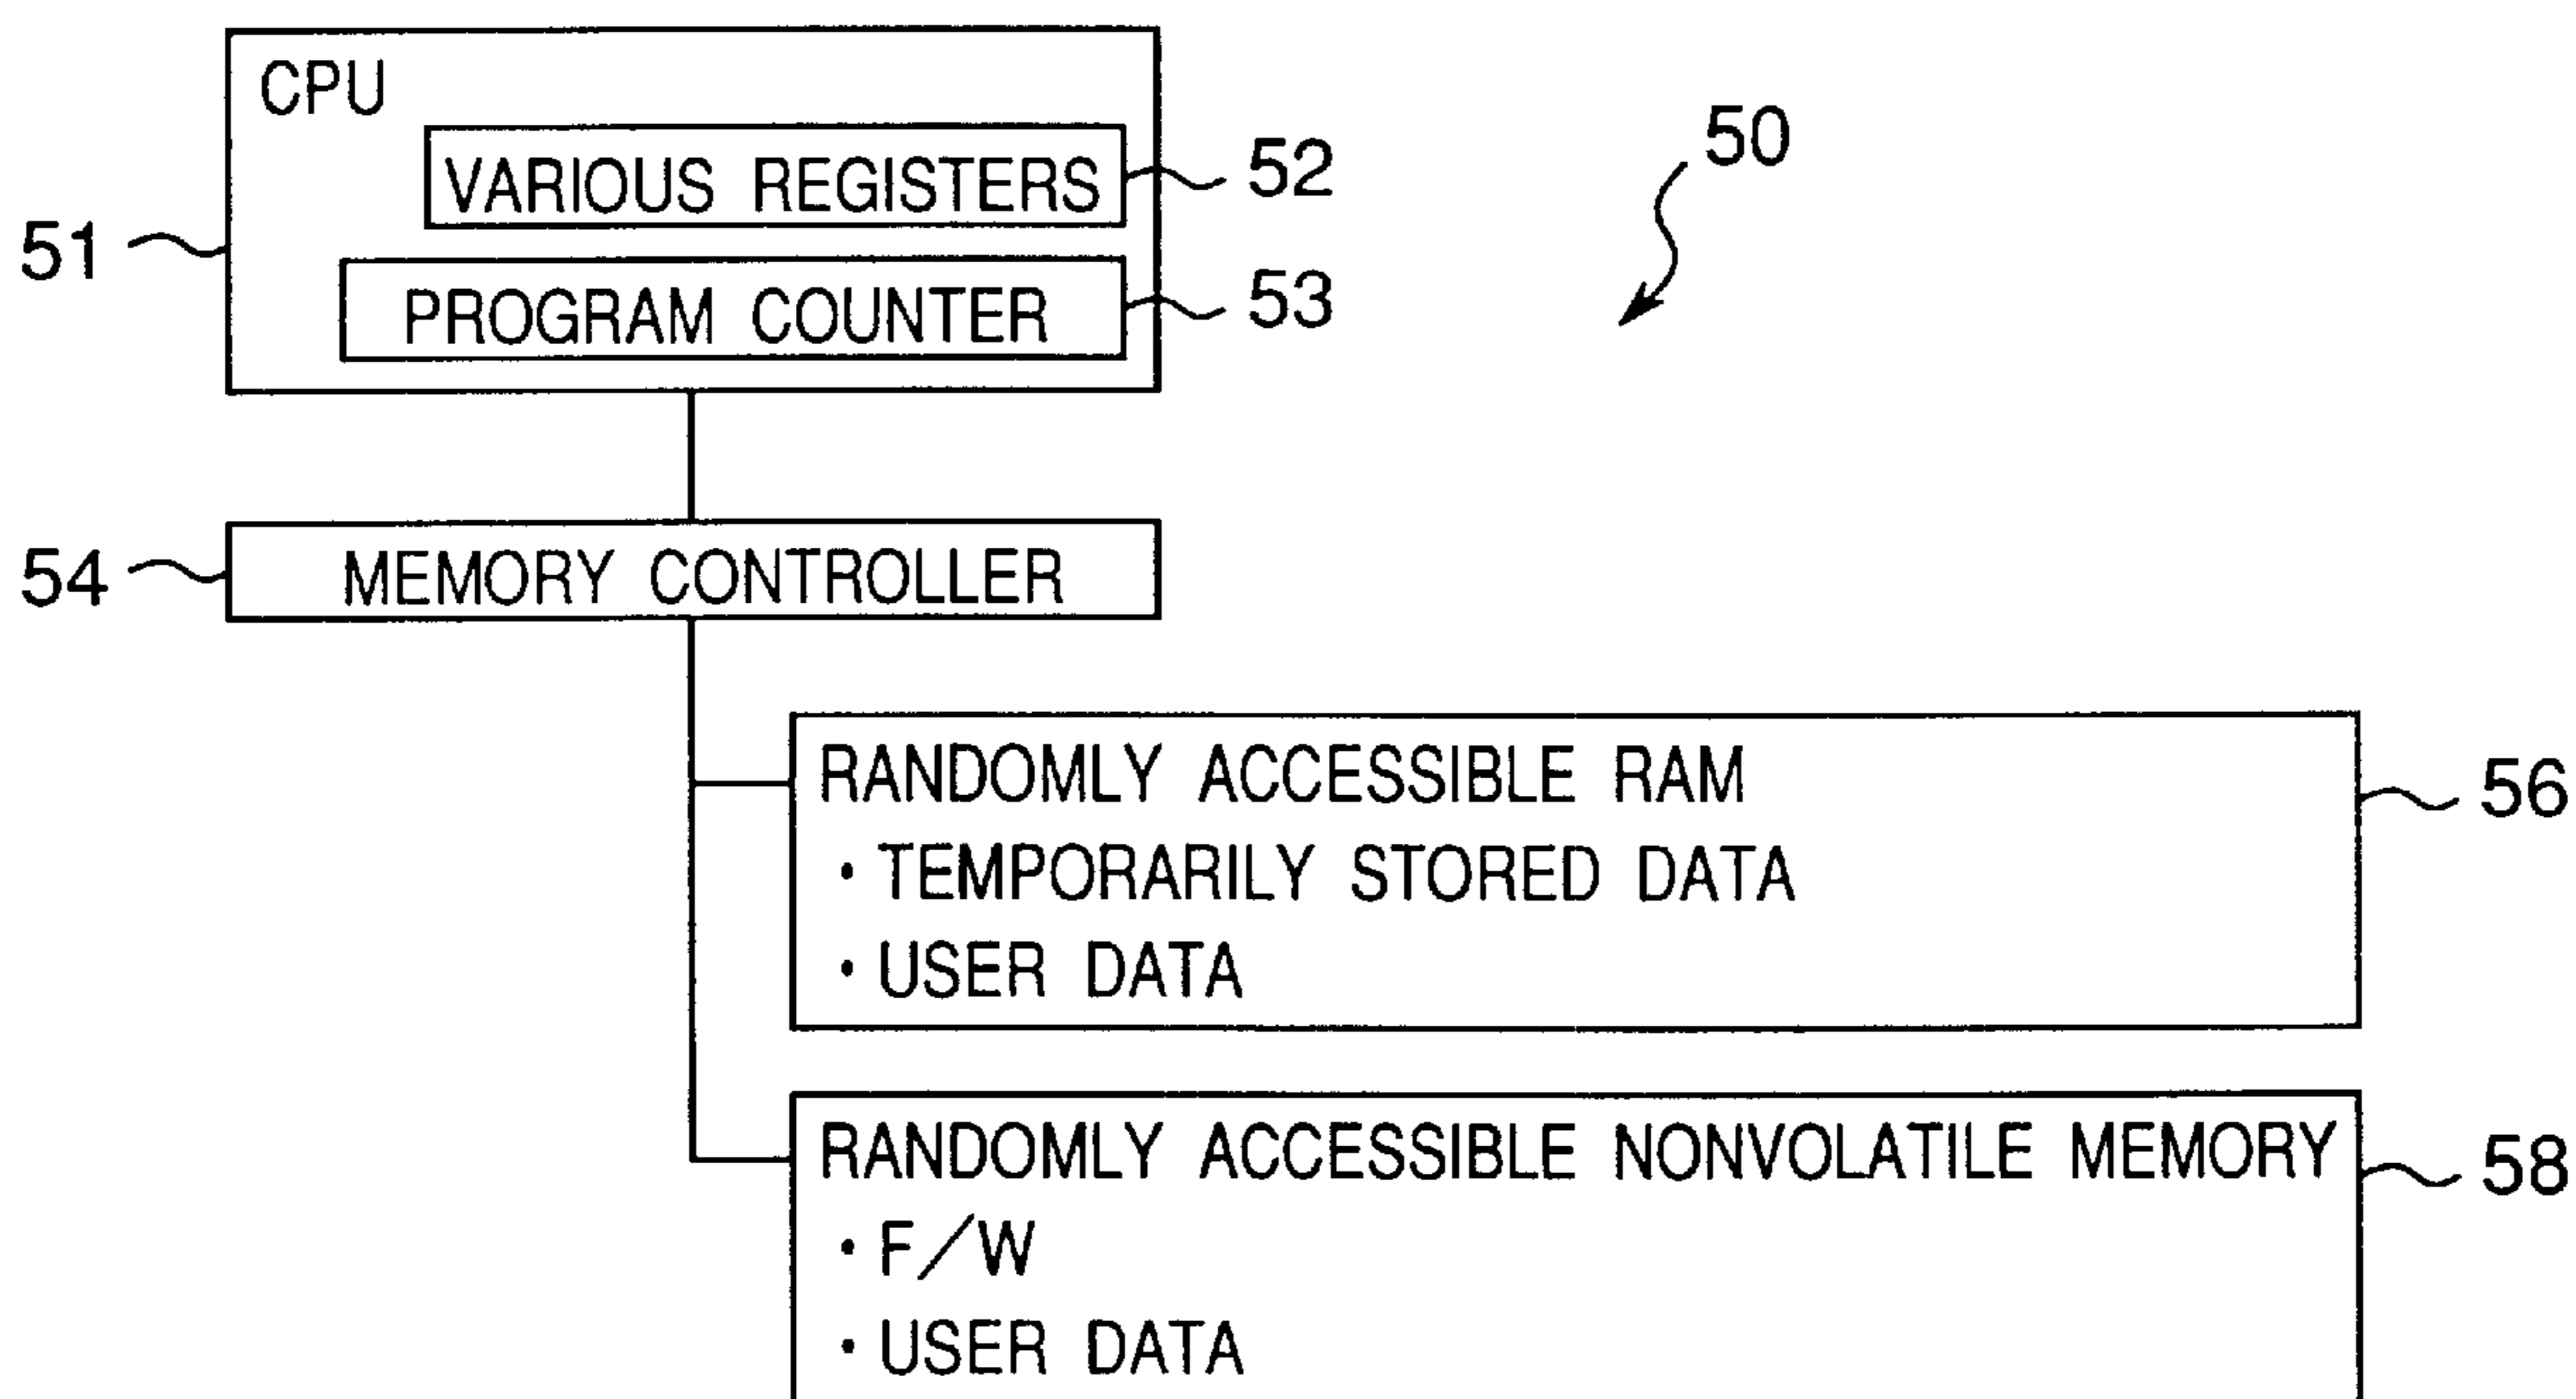 CPU
50
VARIOUS REGISTERS
52
51
PROGRAM COUNTER
53
54
MEMORY CONTROLLER
RANDOMLY ACCESSIBLE RAM
56
・TEMPORARILY STORED DATA
・USER DATA
RANDOMLY ACCESSIBLE NONVOLATILE MEMORY
58
・F/W
・USER DATA